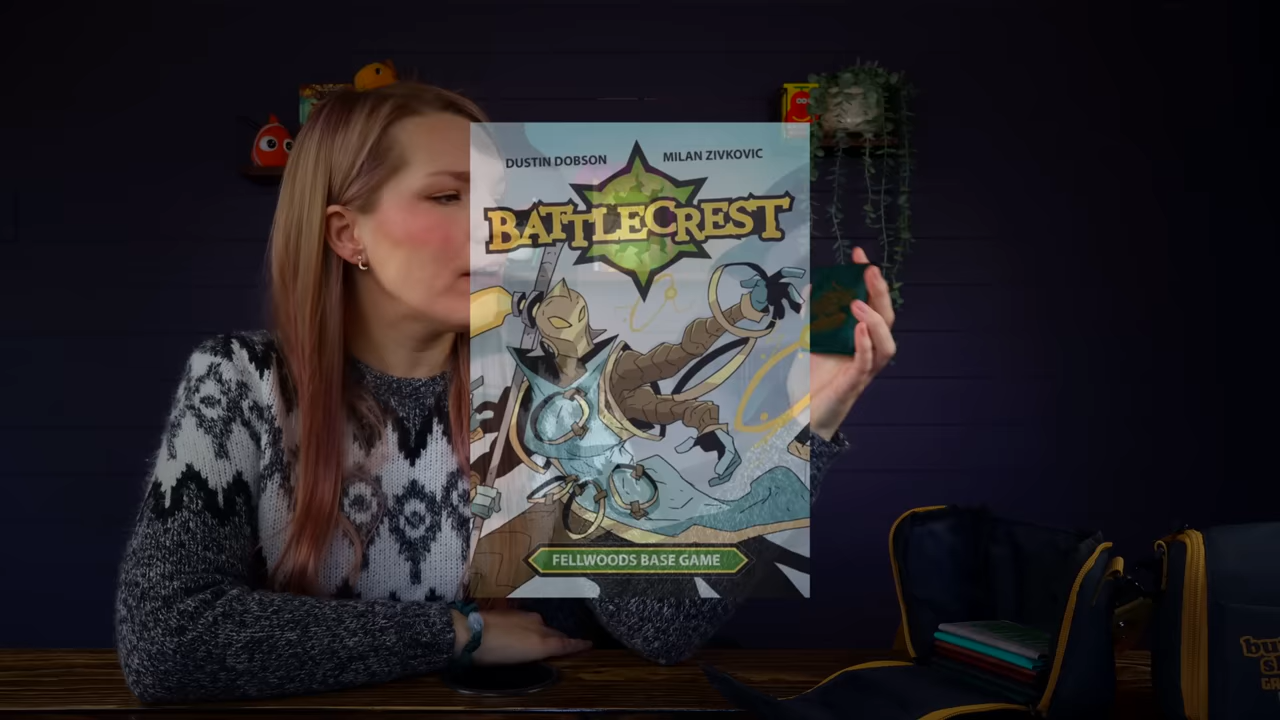 DUSTIN DOBSON
MILAN ZIVKOVIC
BATTLECREST
FELLWOODS BASE GAME